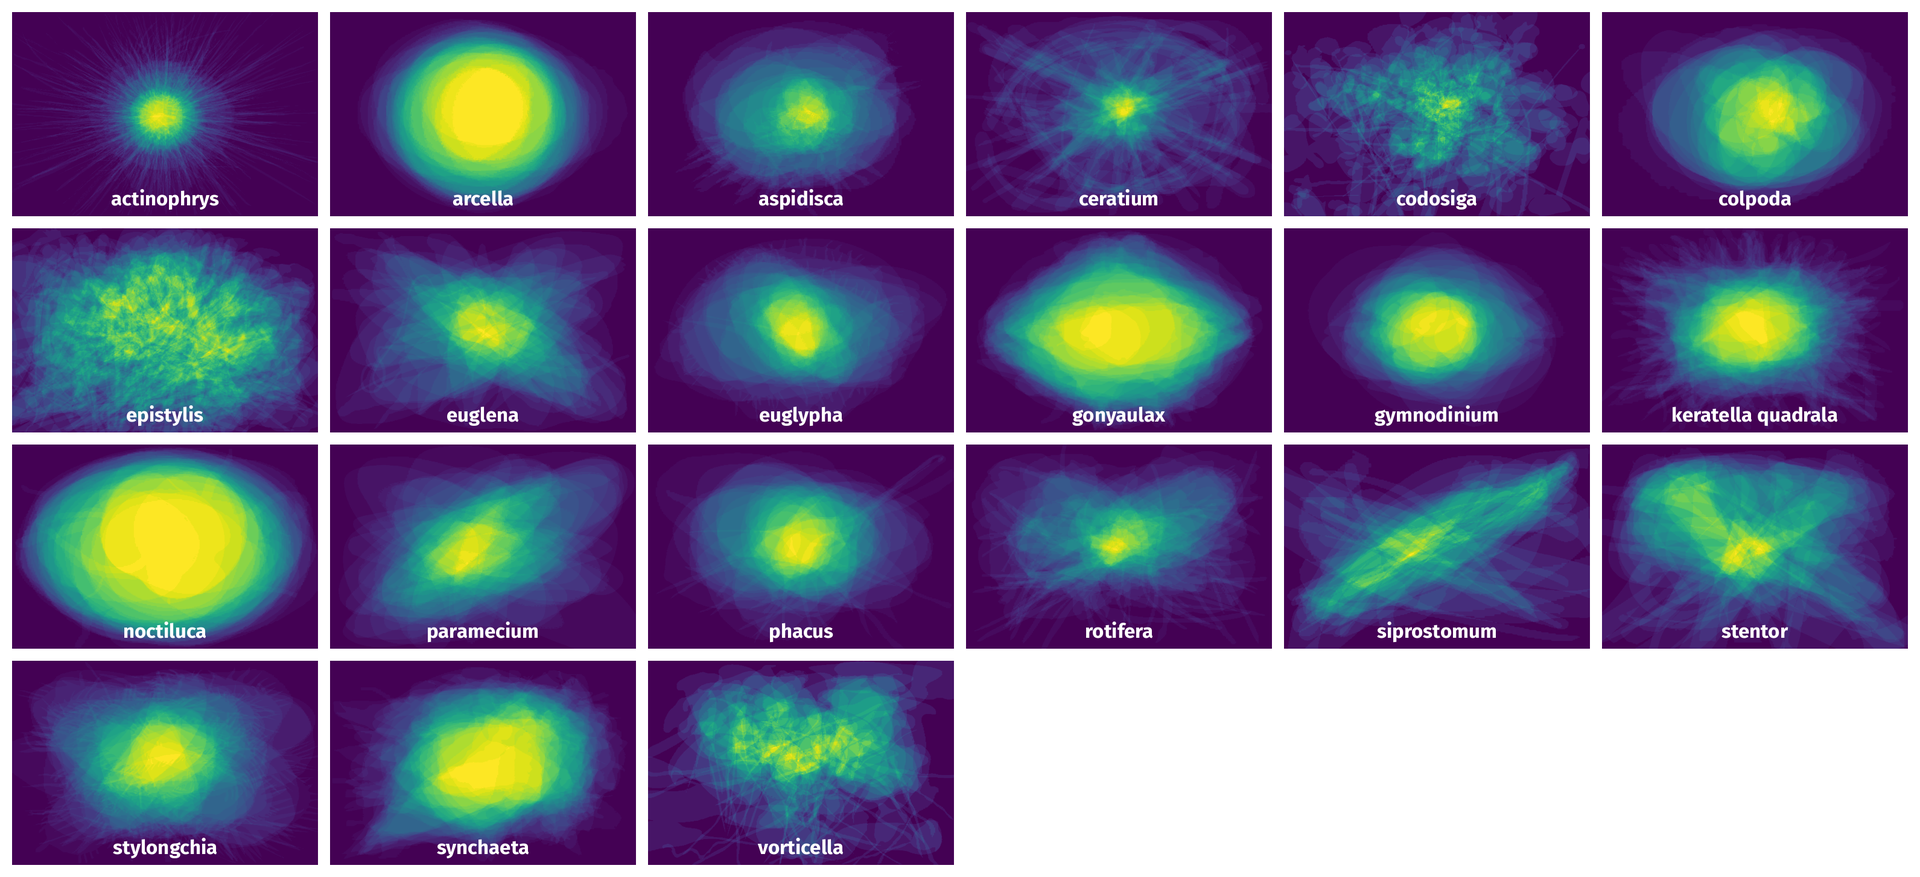 actinophrys
arcella
aspidisca
ceratium
codosiga
colpoda
epistylis
euglena
euglypha
gonyaulax
gymnodinium
keratella quadrala
noctiluca
paramecium
phacus
rotifera
siprostomum
stentor
stylongchia
synchaeta
vorticella